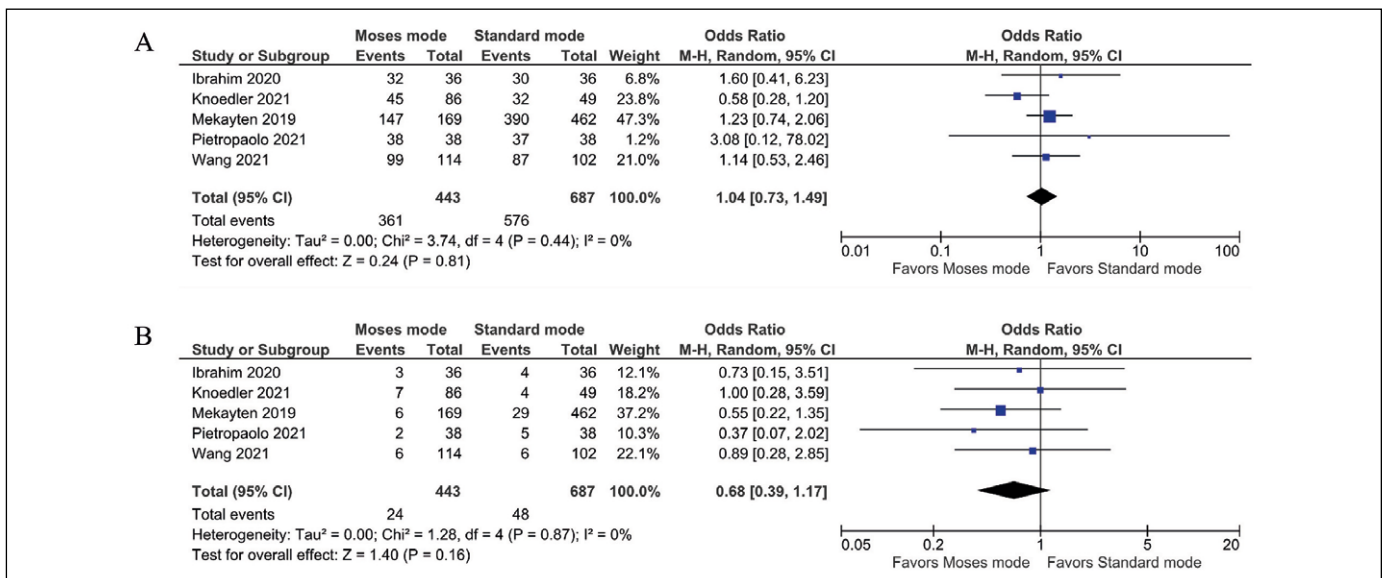 A
Moses mode Standard mode Odds Ratio Odds Ratio
Study or Subgroup Events Total Events Total Weight M-H, Random, 95% CI M-H, Random, 95% CI
Ibrahim 2020 32 36 30 36 6.8% 1.60 [0.41, 6.23]
Knoedler 2021 45 86 32 49 23.8% 0.58 [0.28, 1.20]
Mekayten 2019 147 169 390 462 47.3% 1.23 [0.74, 2.06]
Pietropaolo 2021 38 38 37 38 1.2% 3.08 [0.12, 78.02]
Wang 2021 99 114 87 102 21.0% 1.14 [0.53, 2.46]
Total (95% CI) 443 687 100.0% 1.04 [0.73, 1.49]
Total events 361 576
Heterogeneity: Tau² = 0.00; Chi² = 3.74, df = 4 (P = 0.44); I² = 0%
Test for overall effect: Z = 0.24 (P = 0.81)
0.01 0.1 1 10 100
Favors Moses mode Favors Standard mode
B
Moses mode Standard mode Odds Ratio Odds Ratio
Study or Subgroup Events Total Events Total Weight M-H, Random, 95% CI M-H, Random, 95% CI
Ibrahim 2020 3 36 4 36 12.1% 0.73 [0.15, 3.51]
Knoedler 2021 7 86 4 49 18.2% 1.00 [0.28, 3.59]
Mekayten 2019 6 169 29 462 37.2% 0.55 [0.22, 1.35]
Pietropaolo 2021 2 38 5 38 10.3% 0.37 [0.07, 2.02]
Wang 2021 6 114 6 102 22.1% 0.89 [0.28, 2.85]
Total (95% CI) 443 687 100.0% 0.68 [0.39, 1.17]
Total events 24 48
Heterogeneity: Tau² = 0.00; Chi² = 1.28, df = 4 (P = 0.87); I² = 0%
Test for overall effect: Z = 1.40 (P = 0.16)
0.05 0.2 1 5 20
Favors Moses mode Favors Standard mode